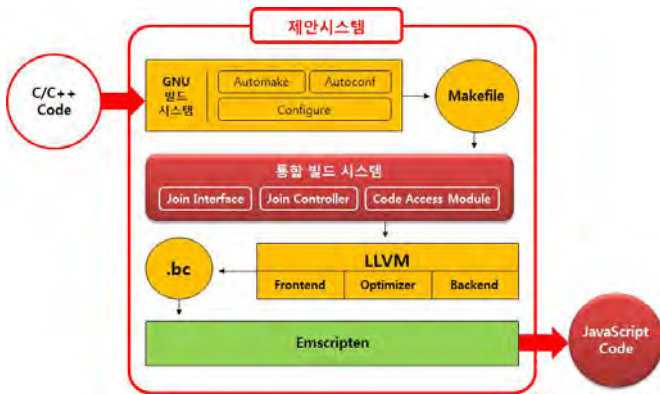 제안시스템
C/C++
Code
GNU
빌드
시스템
Automake
Autoconf
Configure
Makefile
통합 빌드 시스템
Join Interface
Join Controller
Code Access Module
.bc
LLVM
Frontend
Optimizer
Backend
Emscripten
JavaScript
Code